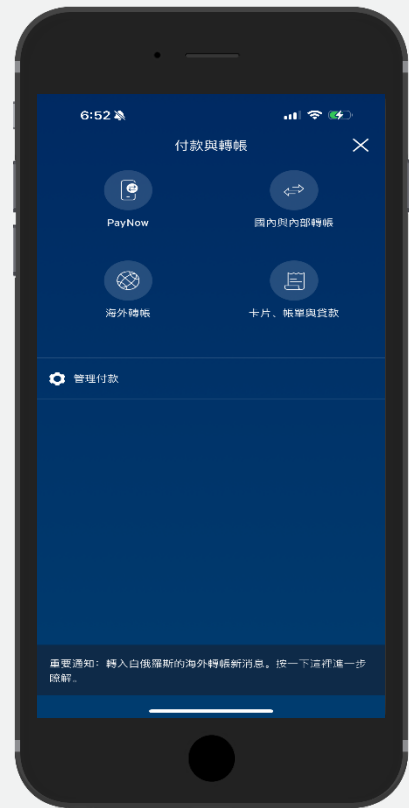 6:52
付款與轉帳
PayNow
國內與內部轉帳
海外轉帳
卡片、帳單與貸款
管理付款
重要通知：轉入白俄羅斯的海外轉帳新消息。按一下這裡進一步
瞭解。